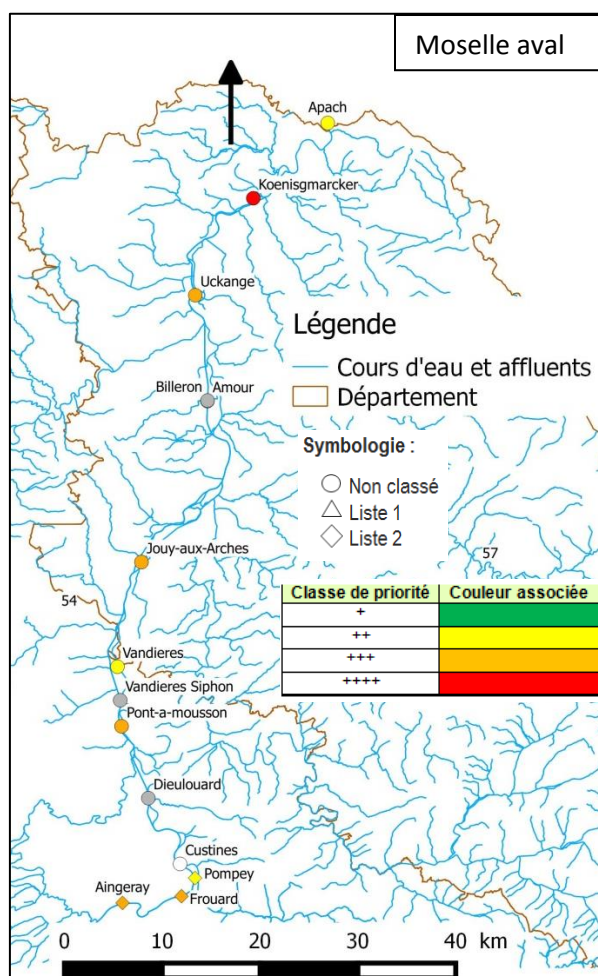 Moselle aval
Apach
Koenisgmarcker
Uckange
Légende
Cours d'eau et affluents
Billeron Amour
Département
Symbologie :
Non classé
Liste 1
Liste 2
Jouy-aux-Arches
57
Classe de priorité Couleur associée
+
++
+++
++++
54
Vandieres
Vandieres Siphon
Pont-a-mousson
Dieulouard
Custines
Pompey
Aingeray
Frouard
0 10 20 30 40 km